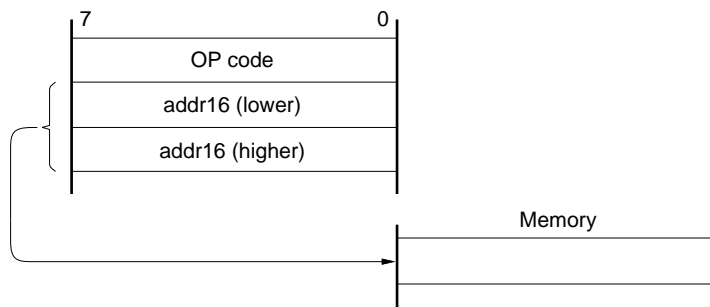 7 0
OP code
addr16 (lower)
addr16 (higher)
Memory